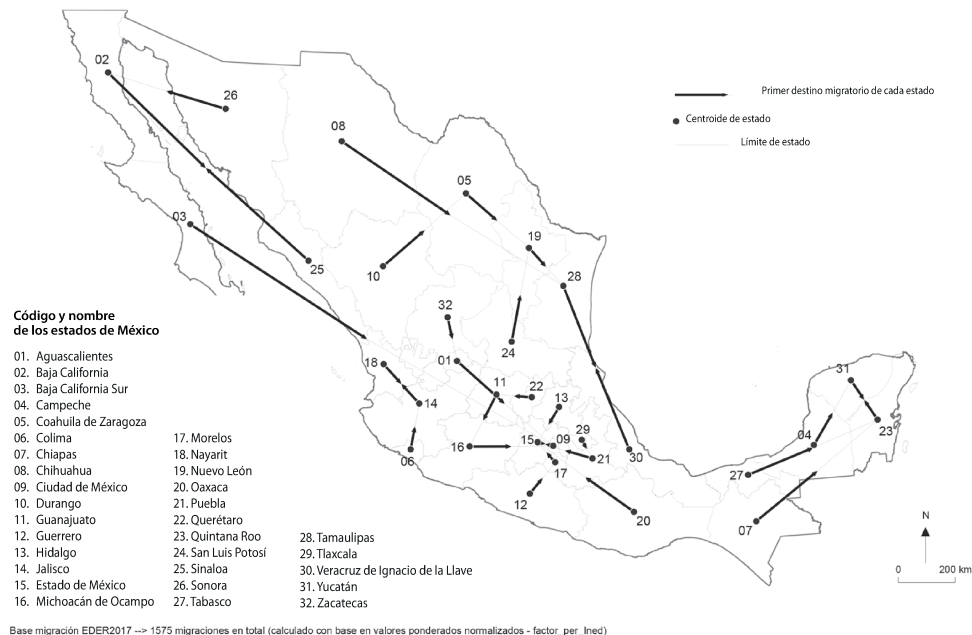 02
26
08
03
05
19
28
25
10
32
24
01
18
11
22
14
13
16
15
09
29
06
17
21
12
20
30
31
04
23
27
07
Primer destino migratorio de cada estado
Centroide de estado
Límite de estado
N
0 200 km
Código y nombre
de los estados de México
01. Aguascalientes
02. Baja California
03. Baja California Sur
04. Campeche
05. Coahuila de Zaragoza
06. Colima
07. Chiapas
08. Chihuahua
09. Ciudad de México
10. Durango
11. Guanajuato
12. Guerrero
13. Hidalgo
14. Jalisco
15. Estado de México
16. Michoacán de Ocampo
17. Morelos
18. Nayarit
19. Nuevo León
20. Oaxaca
21. Puebla
22. Querétaro
23. Quintana Roo
24. San Luis Potosí
25. Sinaloa
26. Sonora
27. Tabasco
28. Tamaulipas
29. Tlaxcala
30. Veracruz de Ignacio de la Llave
31. Yucatán
32. Zacatecas
Base migración EDER2017 --> 1575 migraciones en total (calculado con base en valores ponderados normalizados - factor_per_lned)